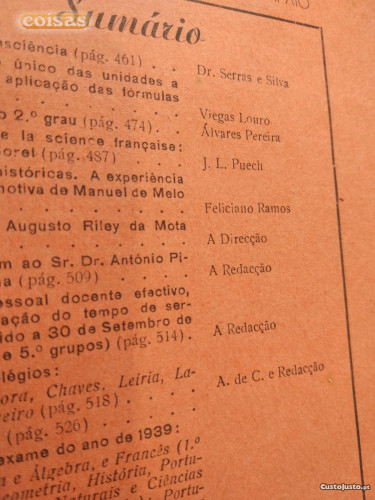 coisas
Sumário
nsciência (pág. 461) . . . Dr. Serras e Silva
único das unidades a
aplicação das fórmulas
. . . . . . Viegas Louro
o 2.º grau (pág. 474). . . Álvares Pereira
e la science française:
orel (pág. 487) . . . . J. L. Puech
históricas. A experiência
motiva de Manuel de Melo
. . . . . . . Feliciano Ramos
Augusto Riley da Mota
. . . . . . . A Direcção
m ao Sr. Dr. António Pi-
a (pág. 509) . . . . . A Redacção
essoal docente efectivo,
ação do tempo de ser-
ido a 30 de Setembro de
e 5.º grupos) (pág. 514). A Redacção
légios:
ora, Chaves, Leiria, La-
eiro (pág. 518) . . . . A. de C. e Redacção
(pág. 526) . . . . .
exame do ano de 1939:
e Álgebra, e Francês (1.º
eometria, História, Portu-
Naturais e Ciências
Portu-
© CustoJusto.pt